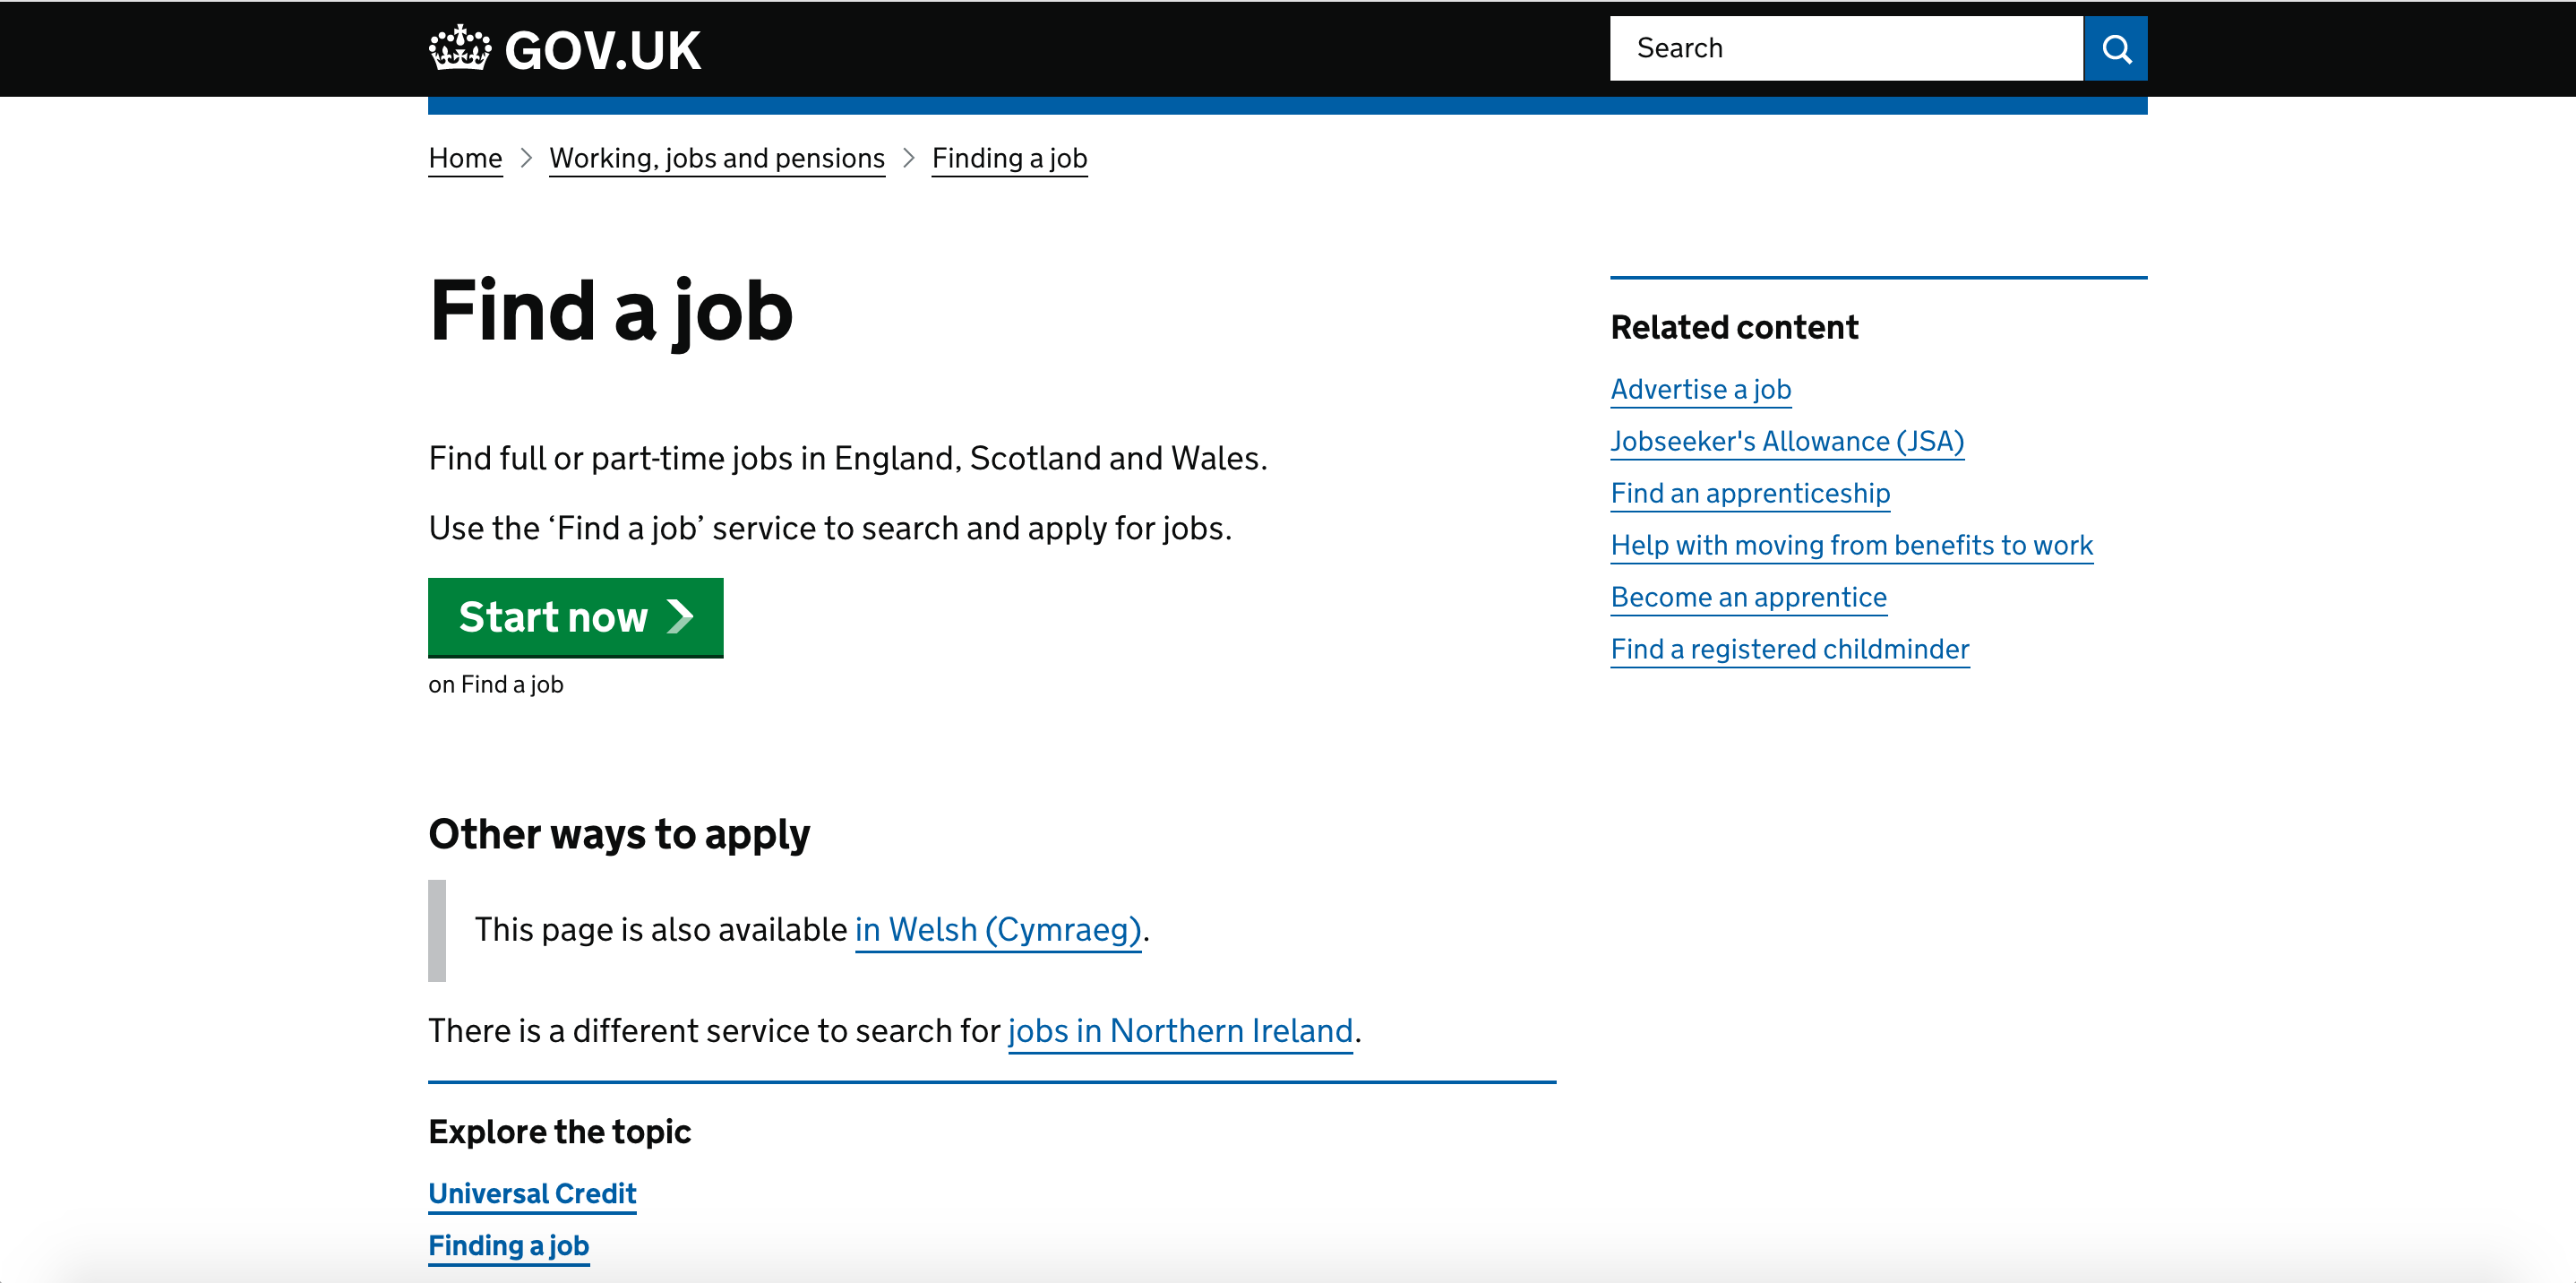 GOV.UK
Search
Home
Working, jobs and pensions
Finding a job
Find a job
Find full or part-time jobs in England, Scotland and Wales.
Use the ‘Find a job’ service to search and apply for jobs.
Start now
on Find a job
Other ways to apply
This page is also available in Welsh (Cymraeg).
There is a different service to search for jobs in Northern Ireland.
Explore the topic
Universal Credit
Finding a job
Related content
Advertise a job
Jobseeker's Allowance (JSA)
Find an apprenticeship
Help with moving from benefits to work
Become an apprentice
Find a registered childminder